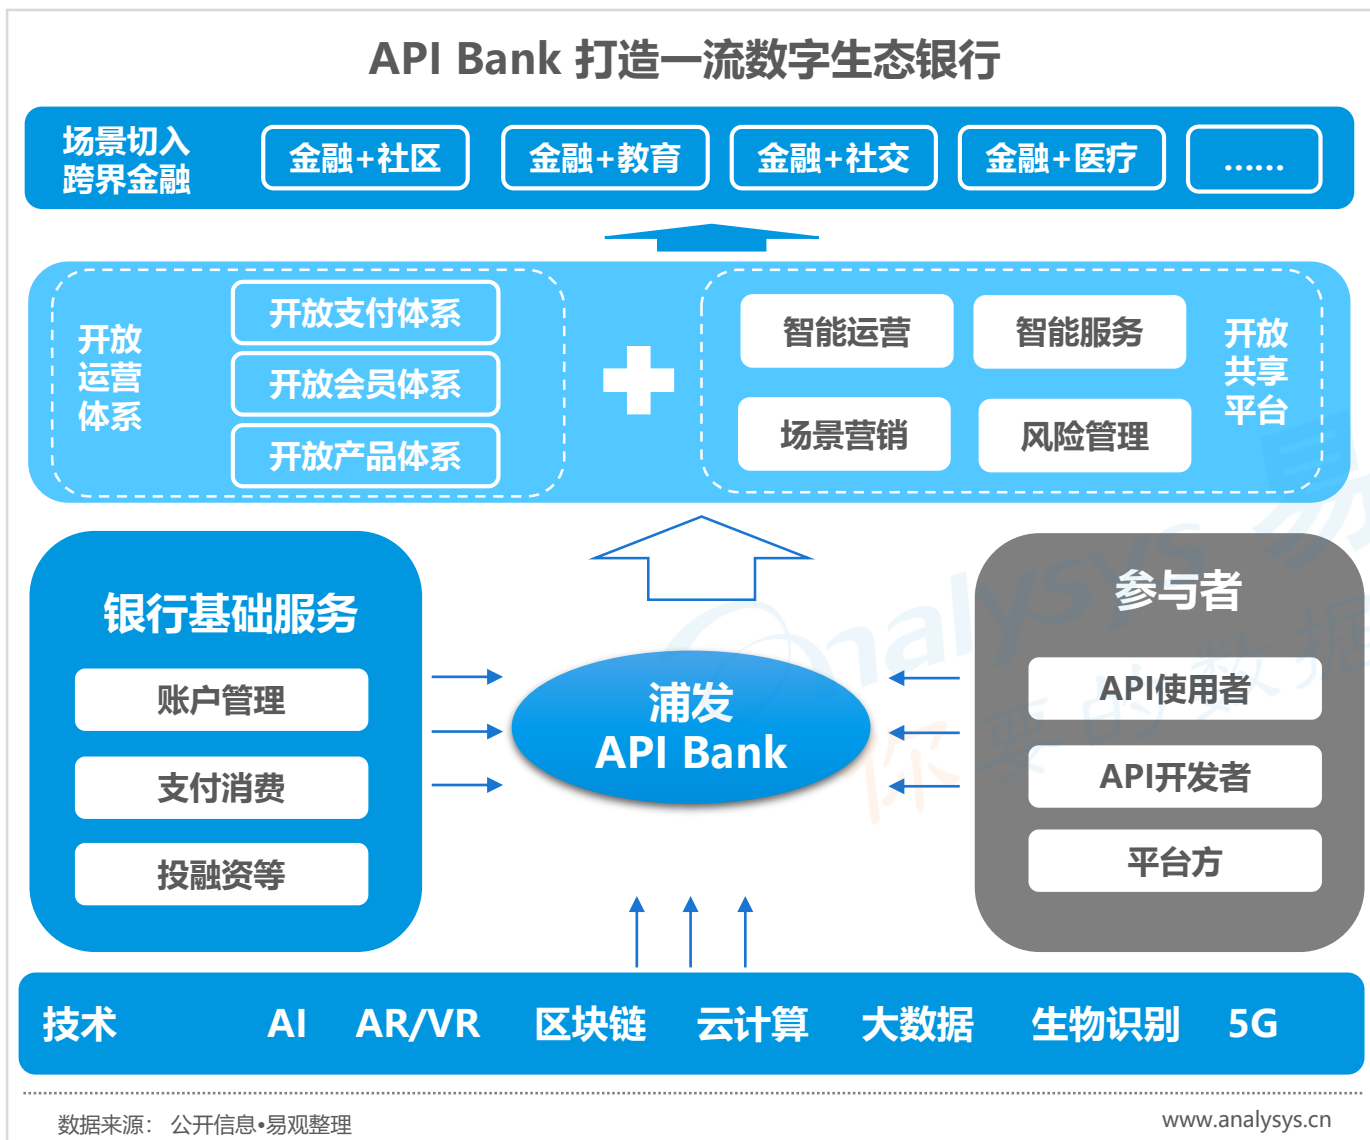 API Bank 打造一流数字生态银行
场景切入
跨界金融
金融+社区
金融+教育
金融+社交
金融+医疗
......
开放
运营
体系
开放支付体系
开放会员体系
开放产品体系
智能运营
智能服务
场景营销
风险管理
开放
共享
平台
银行基础服务
账户管理
支付消费
投融资等
浦发
API Bank
参与者
API使用者
API开发者
平台方
技术 AI AR/VR 区块链 云计算 大数据 生物识别 5G
数据来源： 公开信息•易观整理
www.analysys.cn
analysys 易
你要的数据